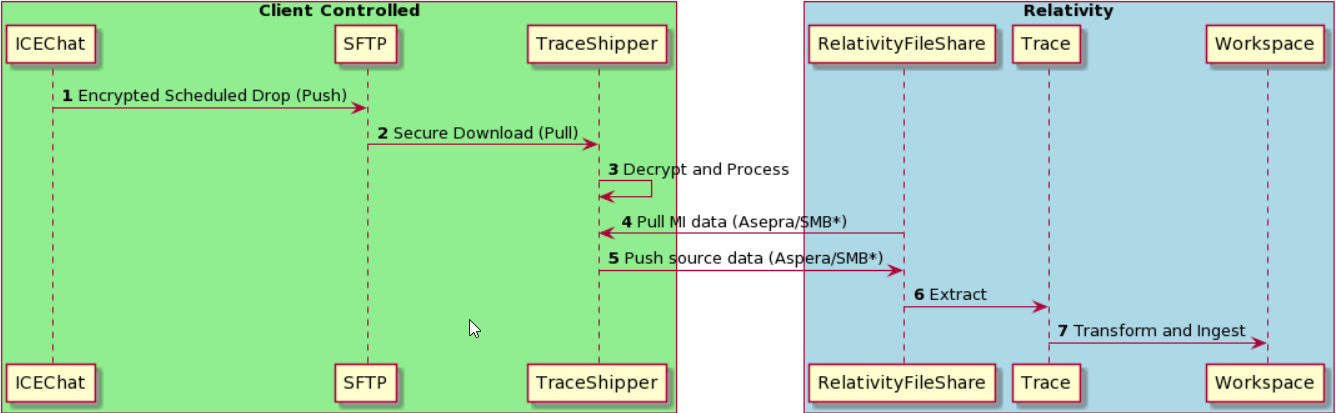 Client Controlled
Relativity
ICEChat
SFTP
TraceShipper
RelativityFileShare
Trace
Workspace
1 Encrypted Scheduled Drop (Push)
2 Secure Download (Pull)
3 Decrypt and Process
4 Pull MI data (Asepra/SMB*)
5 Push source data (Aspera/SMB*)
6 Extract
7 Transform and Ingest
ICEChat
SFTP
TraceShipper
RelativityFileShare
Trace
Workspace